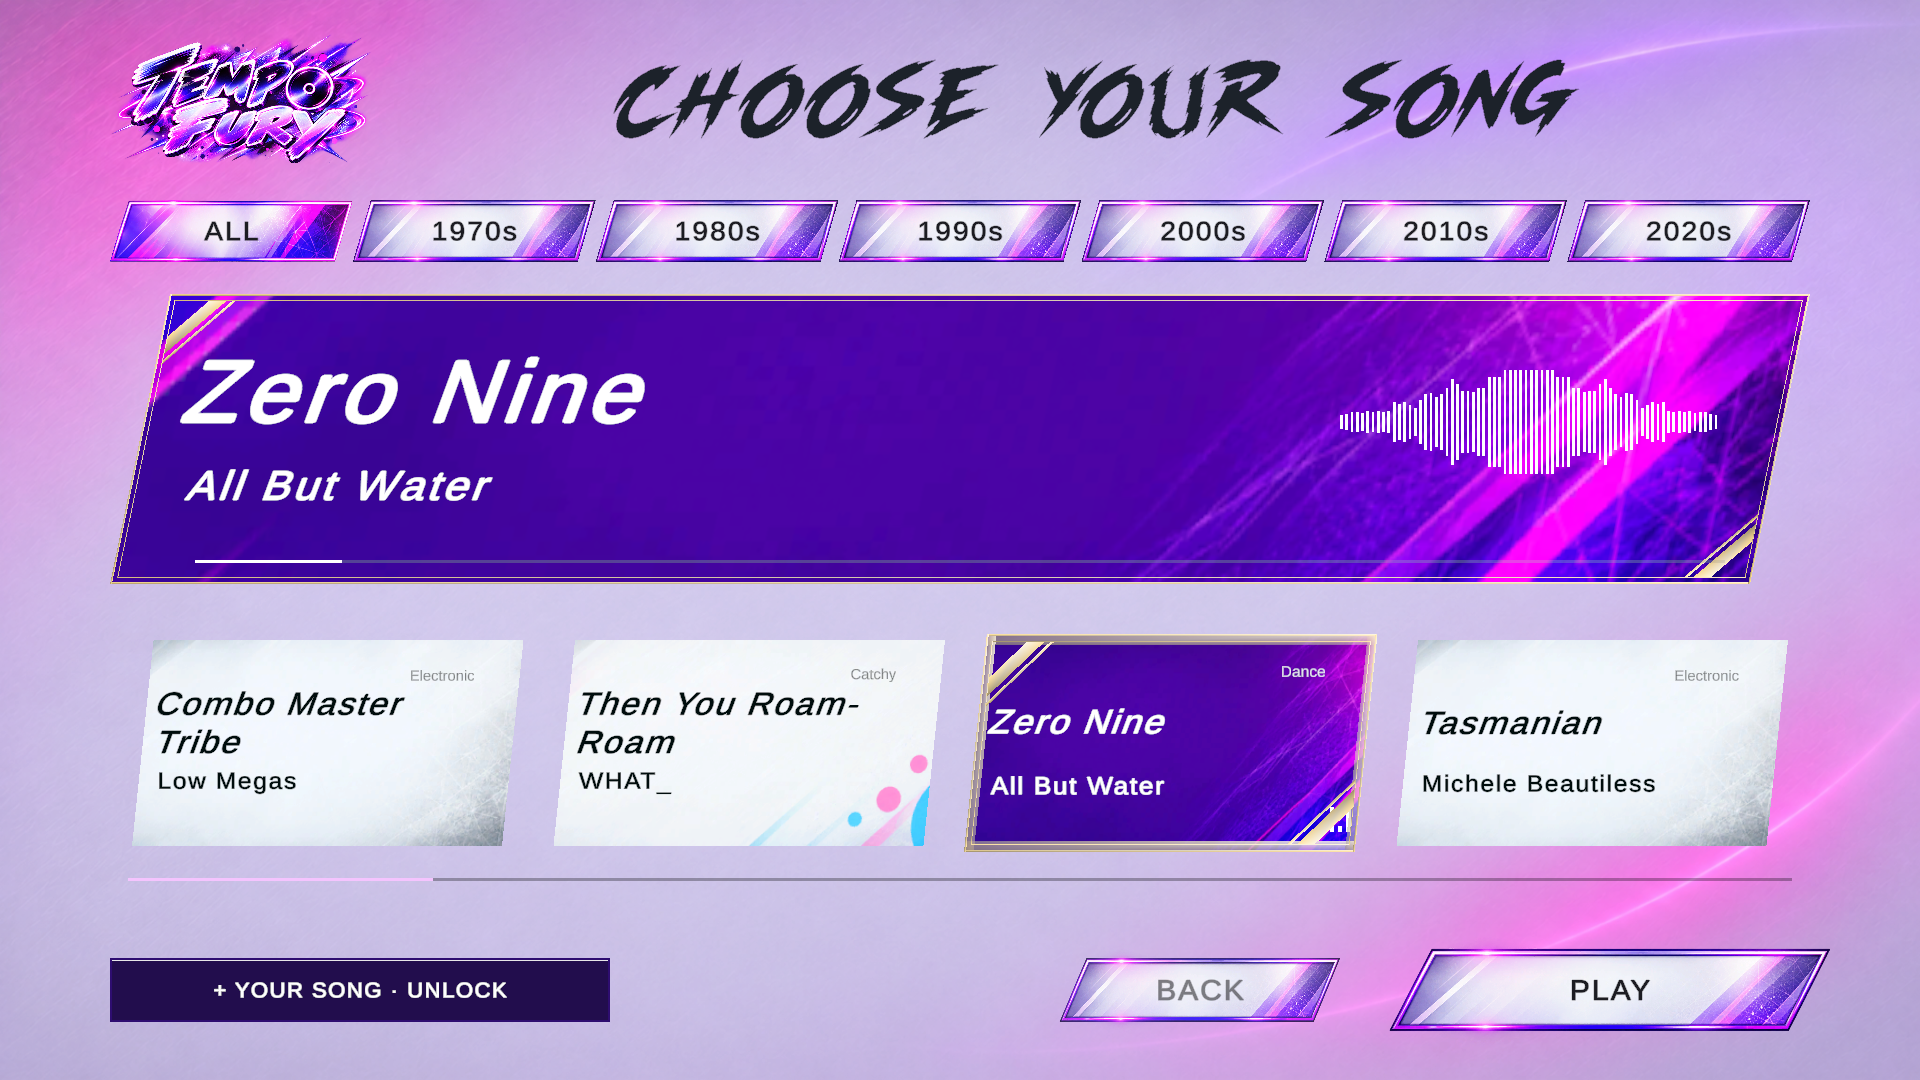 TEMPO
FURY
CHOOSE YOUR SONG
ALL
1970s
1980s
1990s
2000s
2010s
2020s
Zero Nine
All But Water
Electronic
Combo Master
Tribe
Low Megas
Catchy
Then You Roam-
Roam
WHAT_
Dance
Zero Nine
All But Water
Electronic
Tasmanian
Michele Beautiless
+ YOUR SONG · UNLOCK
BACK
PLAY